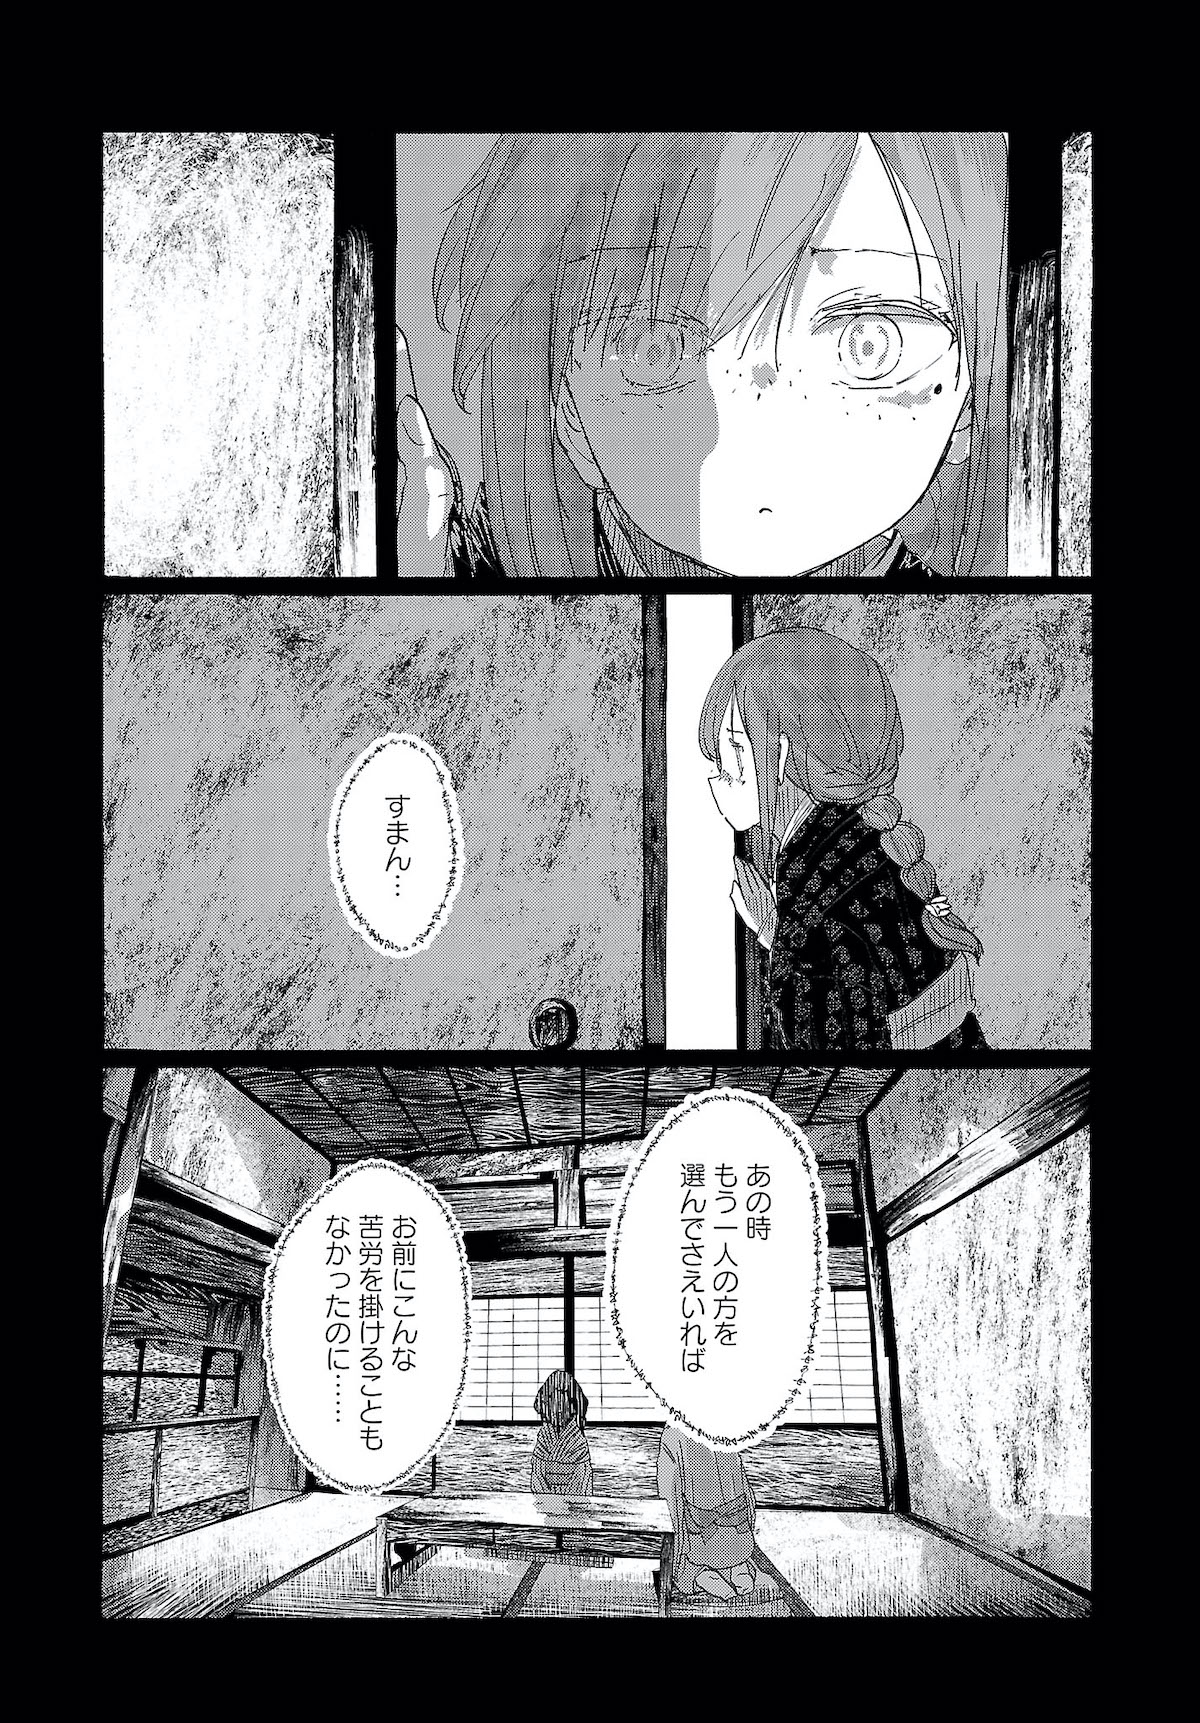 すまん…
あの時
もう一人の方を
選んでさえいれば
お前にこんな
苦労を掛けることも
なかったのに……